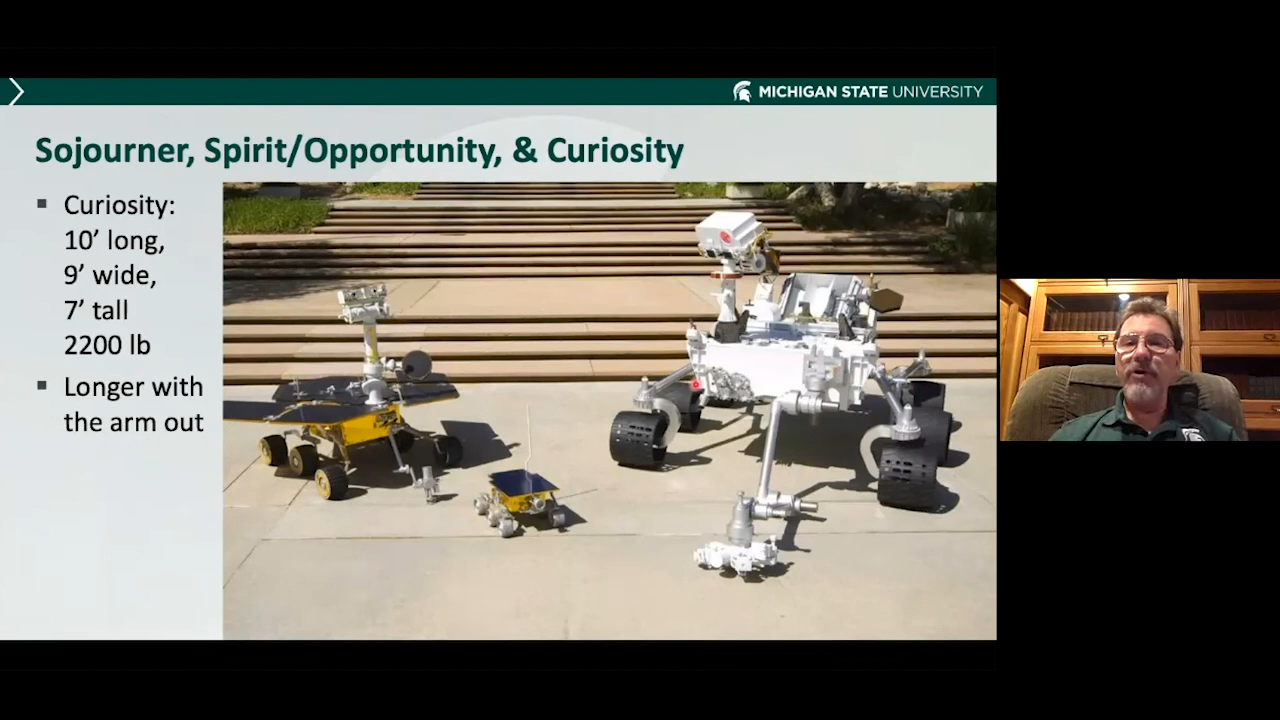 MICHIGAN STATE UNIVERSITY
Sojourner, Spirit/Opportunity, & Curiosity
▪ Curiosity:
10’ long,
9’ wide,
7’ tall
2200 lb
▪ Longer with
the arm out